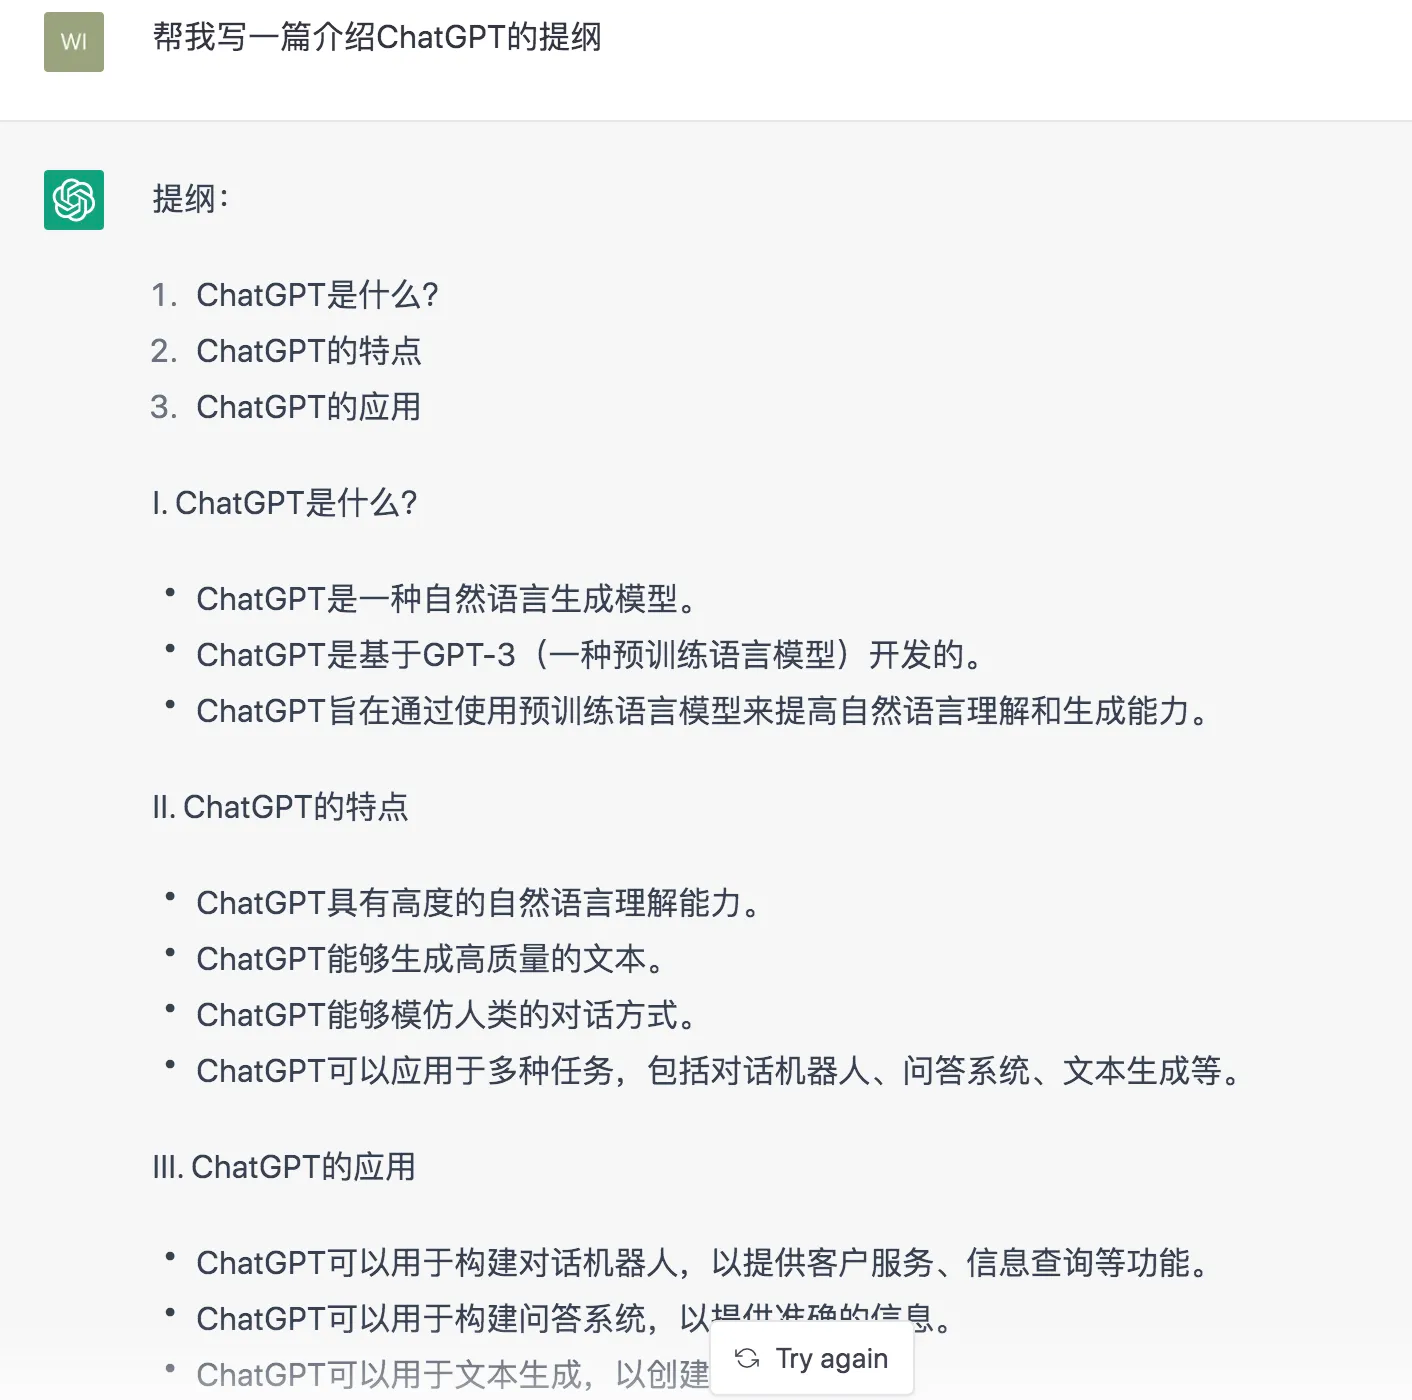 WI
帮我写一篇介绍ChatGPT的提纲
提纲：
1. ChatGPT是什么？
2. ChatGPT的特点
3. ChatGPT的应用
I. ChatGPT是什么？
• ChatGPT是一种自然语言生成模型。
• ChatGPT是基于GPT-3（一种预训练语言模型）开发的。
• ChatGPT旨在通过使用预训练语言模型来提高自然语言理解和生成能力。
II. ChatGPT的特点
• ChatGPT具有高度的自然语言理解能力。
• ChatGPT能够生成高质量的文本。
• ChatGPT能够模仿人类的对话方式。
• ChatGPT可以应用于多种任务，包括对话机器人、问答系统、文本生成等。
III. ChatGPT的应用
• ChatGPT可以用于构建对话机器人，以提供客户服务、信息查询等功能。
• ChatGPT可以用于构建问答系统，以提供准确的信息。
• ChatGPT可以用于文本生成，以创建
Try again